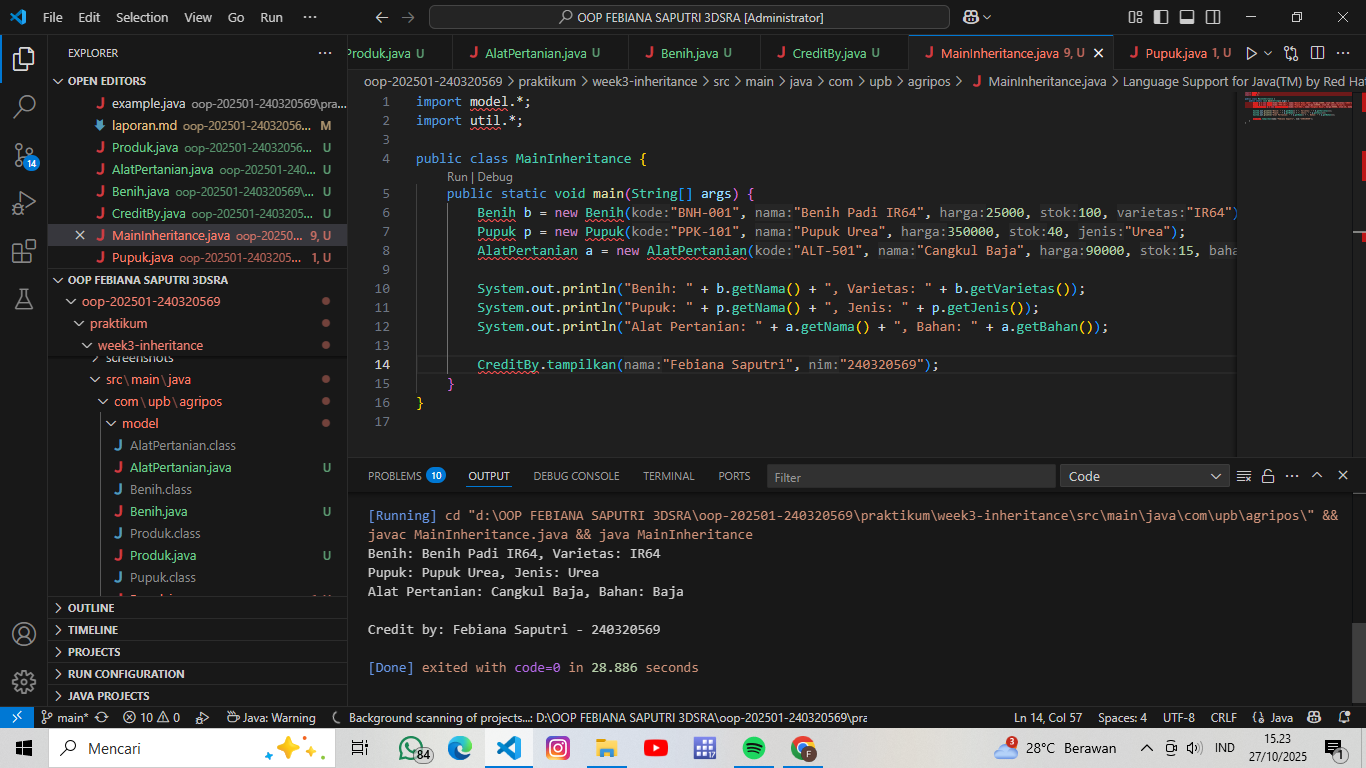 File Edit Selection View Go Run ··· OOP FEBIANA SAPUTRI 3DSRA [Administrator]
EXPLORER ···
OPEN EDITORS
example.java oop-202501-240320569\pra...
laporan.md oop-202501-24032056... M
Produk.java oop-202501-2403205... U
AlatPertanian.java oop-202501-240... U
Benih.java oop-202501-240320569\... U
CreditBy.java oop-202501-2403205... U
MainInheritance.java oop-20250... 9, U
Pupuk.java oop-202501-2403205... 1, U
OOP FEBIANA SAPUTRI 3DSRA
oop-202501-240320569
praktikum
week3-inheritance
screenshots
src\main\java
com\upb\agripos
model
AlatPertanian.class
AlatPertanian.java U
Benih.class
Benih.java U
Produk.class
Produk.java U
Pupuk.class
OUTLINE
TIMELINE
PROJECTS
RUN CONFIGURATION
JAVA PROJECTS
14
Produk.java U AlatPertanian.java U Benih.java U CreditBy.java U MainInheritance.java 9, U Pupuk.java 1, U ···
oop-202501-240320569 > praktikum > week3-inheritance > src > main > java > com > upb > agripos > MainInheritance.java > Language Support for Java(TM) by Red Ha
1 import model.*;
2 import util.*;
3
4 public class MainInheritance {
Run | Debug
5 public static void main(String[] args) {
6 Benih b = new Benih(kode:"BNH-001", nama:"Benih Padi IR64", harga:25000, stok:100, varietas:"IR64")
7 Pupuk p = new Pupuk(kode:"PPK-101", nama:"Pupuk Urea", harga:350000, stok:40, jenis:"Urea");
8 AlatPertanian a = new AlatPertanian(kode:"ALT-501", nama:"Cangkul Baja", harga:90000, stok:15, baha
9
10 System.out.println("Benih: " + b.getNama() + ", Varietas: " + b.getVarietas());
11 System.out.println("Pupuk: " + p.getNama() + ", Jenis: " + p.getJenis());
12 System.out.println("Alat Pertanian: " + a.getNama() + ", Bahan: " + a.getBahan());
13
14 CreditBy.tampilkan(nama:"Febiana Saputri", nim:"240320569");
15 }
16 }
17
PROBLEMS 10 OUTPUT DEBUG CONSOLE TERMINAL PORTS Filter Code ···
[Running] cd "d:\OOP FEBIANA SAPUTRI 3DSRA\oop-202501-240320569\praktikum\week3-inheritance\src\main\java\com\upb\agripos\" &&
javac MainInheritance.java && java MainInheritance
Benih: Benih Padi IR64, Varietas: IR64
Pupuk: Pupuk Urea, Jenis: Urea
Alat Pertanian: Cangkul Baja, Bahan: Baja
Credit by: Febiana Saputri - 240320569
[Done] exited with code=0 in 28.886 seconds
main* 10 0 Java: Warning Background scanning of projects...: D:\OOP FEBIANA SAPUTRI 3DSRA\oop-202501-240320569\pra Ln 14, Col 57 Spaces: 4 UTF-8 CRLF Java
Mencari 84 17 3 28°C Berawan IND 15.23
27/10/2025 1